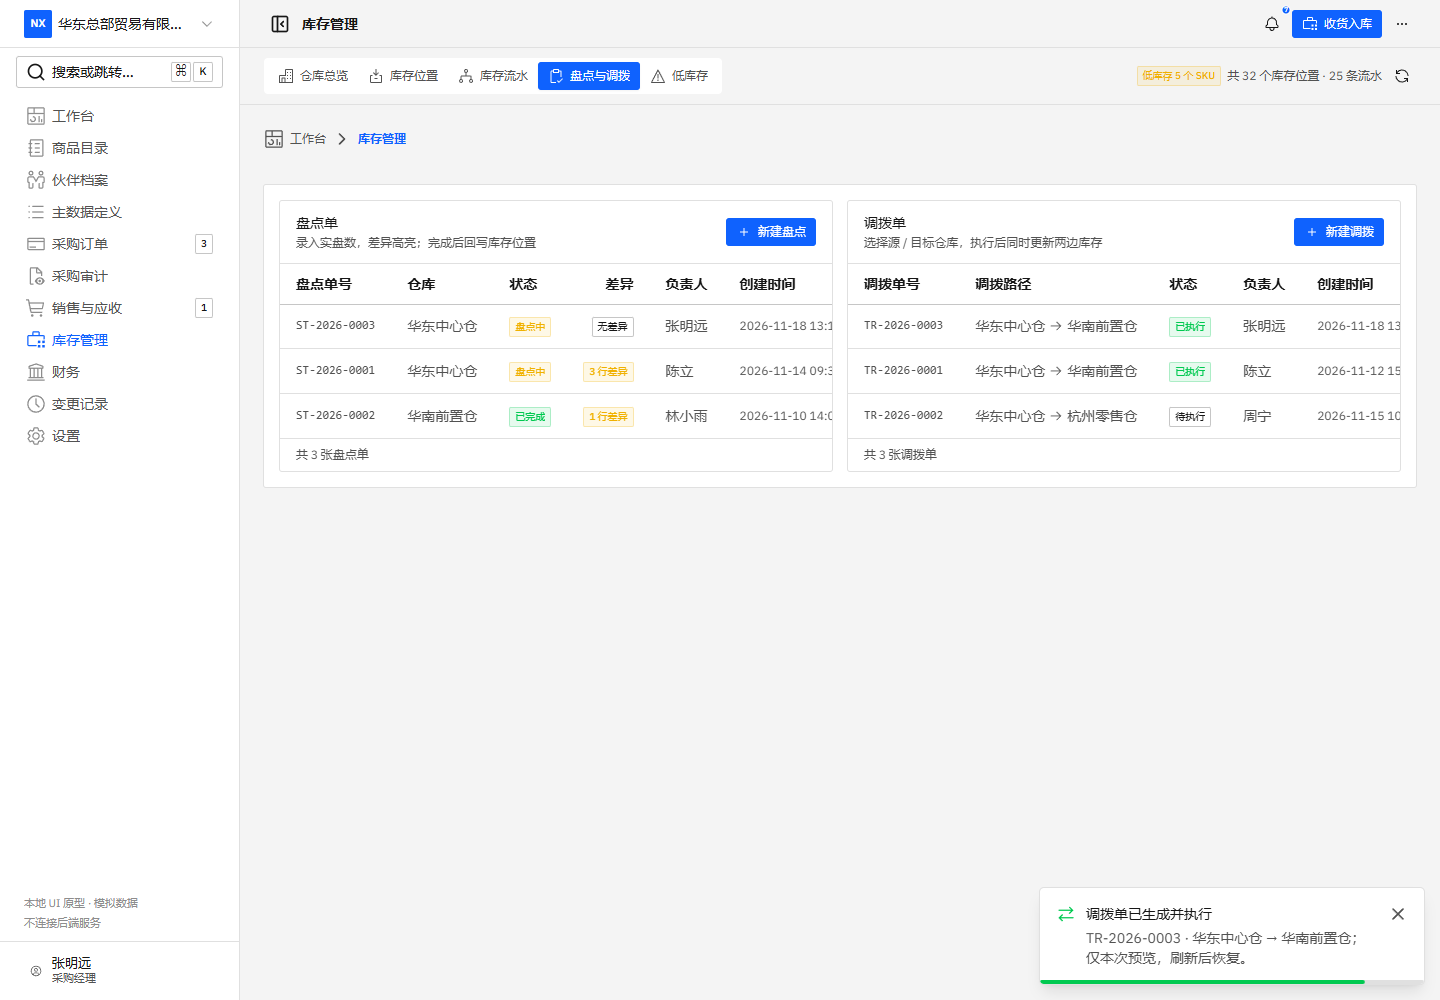 NX 华东总部贸易有限...
搜索或跳转... ⌘ K
工作台
商品目录
伙伴档案
主数据定义
采购订单 3
采购审计
销售与应收 1
库存管理
财务
变更记录
设置
本地 UI 原型 · 模拟数据
不连接后端服务
张明远
采购经理
库存管理
7
收货入库
仓库总览 库存位置 库存流水 盘点与调拨 低库存
低库存 5 个 SKU 共 32 个库存位置 · 25 条流水
工作台 库存管理
盘点单
录入实盘数，差异高亮；完成后回写库存位置
新建盘点
盘点单号 仓库 状态 差异 负责人 创建时间
ST-2026-0003 华东中心仓 盘点中 无差异 张明远 2026-11-18 13:1
ST-2026-0001 华东中心仓 盘点中 3 行差异 陈立 2026-11-14 09:3
ST-2026-0002 华南前置仓 已完成 1 行差异 林小雨 2026-11-10 14:0
共 3 张盘点单
调拨单
选择源 / 目标仓库，执行后同时更新两边库存
新建调拨
调拨单号 调拨路径 状态 负责人 创建时间
TR-2026-0003 华东中心仓 → 华南前置仓 已执行 张明远 2026-11-18 13
TR-2026-0001 华东中心仓 → 华南前置仓 已执行 陈立 2026-11-12 15
TR-2026-0002 华东中心仓 → 杭州零售仓 待执行 周宁 2026-11-15 10
共 3 张调拨单
调拨单已生成并执行
TR-2026-0003 · 华东中心仓 → 华南前置仓；
仅本次预览，刷新后恢复。